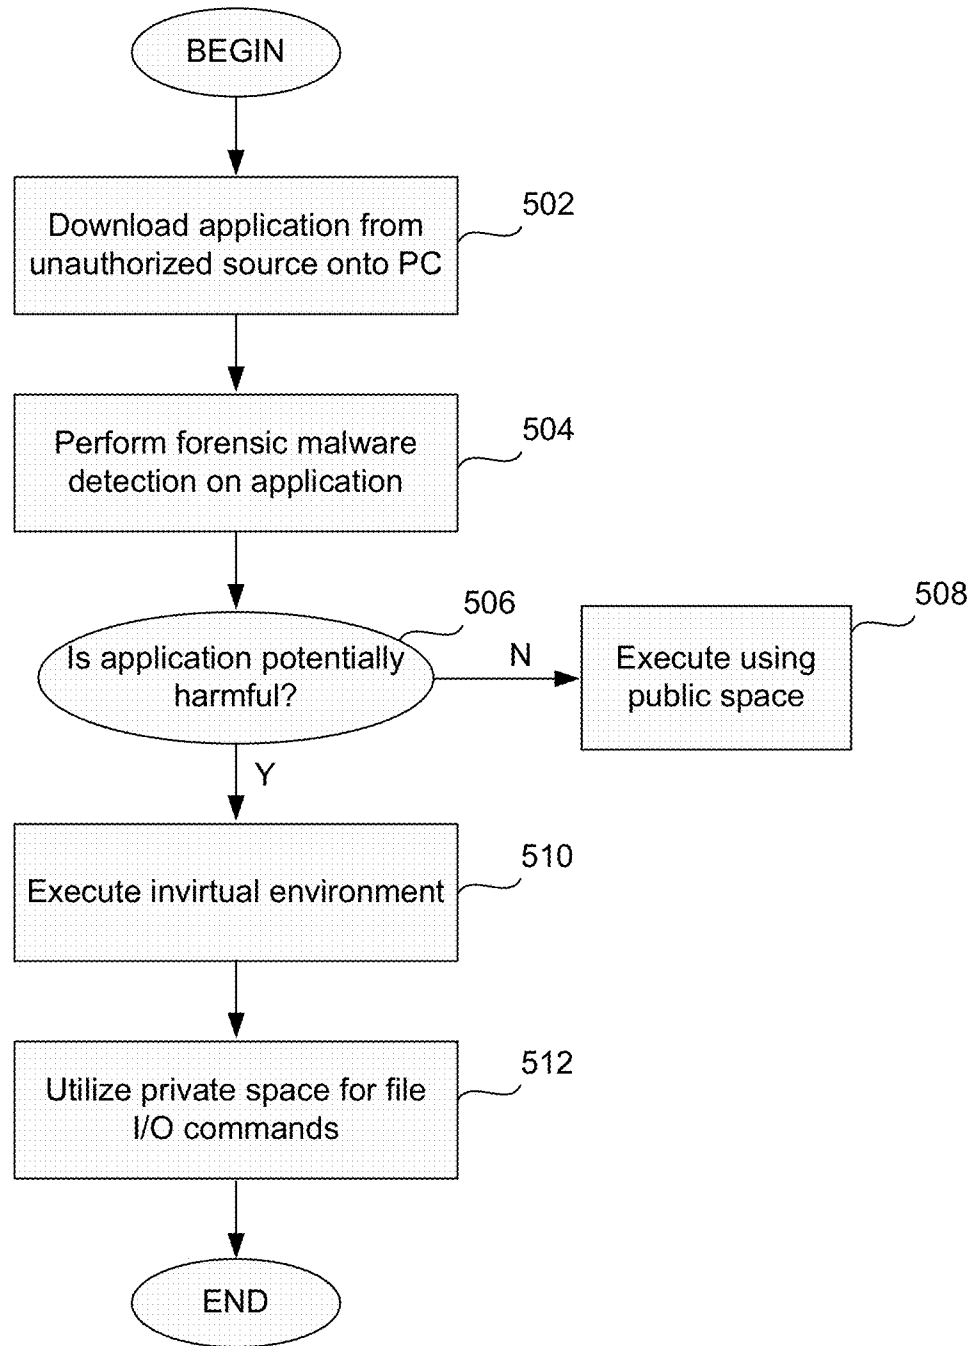 BEGIN
502
Download application from
unauthorized source onto PC
504
Perform forensic malware
detection on application
506
Is application potentially
harmful?
N
508
Execute using
public space
Y
510
Execute invirtual environment
512
Utilize private space for file
I/O commands
END